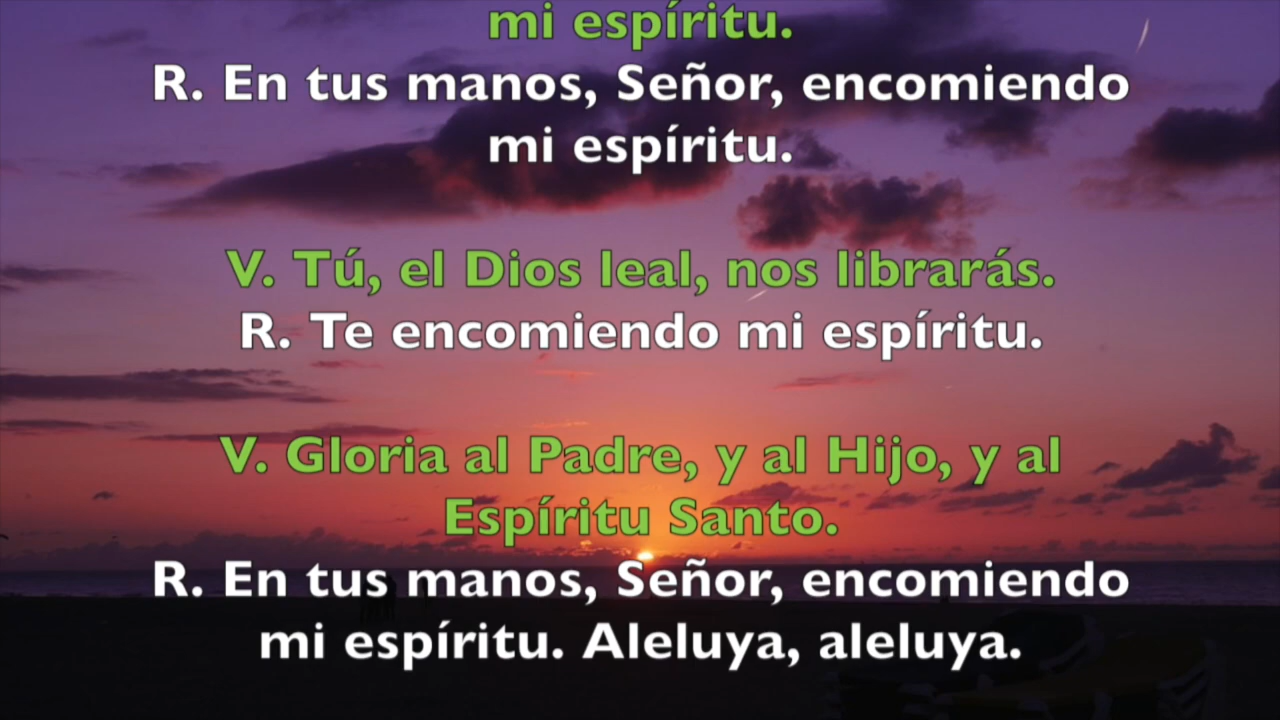 mi espíritu.
R. En tus manos, Señor, encomiendo
mi espíritu.
V. Tú, el Dios leal, nos librarás.
R. Te encomiendo mi espíritu.
V. Gloria al Padre, y al Hijo, y al
Espíritu Santo.
R. En tus manos, Señor, encomiendo
mi espíritu. Aleluya, aleluya.